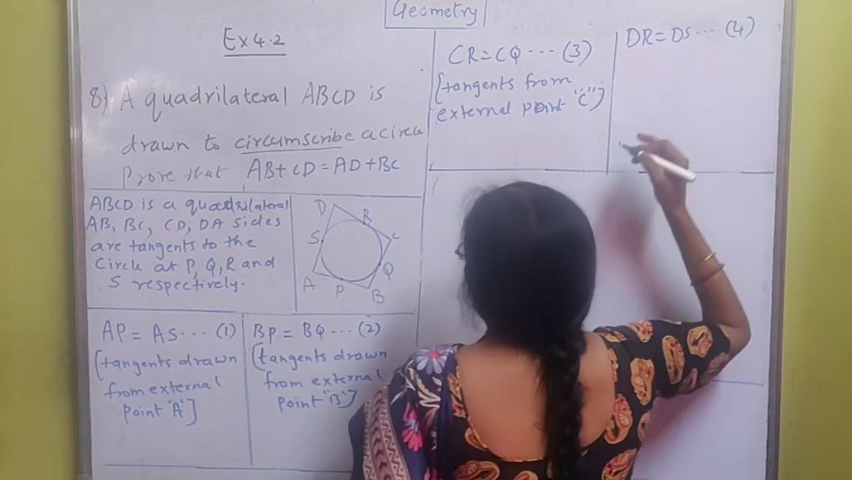 Geometry
Ex 4.2
8) A quadrilateral ABCD is
drawn to circumscribe a circle
Prove that AB + CD = AD + BC
ABCD is a quadrilateral
AB, BC, CD, DA sides
are tangents to the
circle at P, Q, R and
S respectively.
D
R
S
C
Q
A
P
B
AP = AS ... (1)
(tangents drawn
from external
point "A")
BP = BQ ... (2)
(tangents drawn
from external
point "B")
CR = CQ ... (3)
(tangents from
external point "C")
DR = DS ... (4)